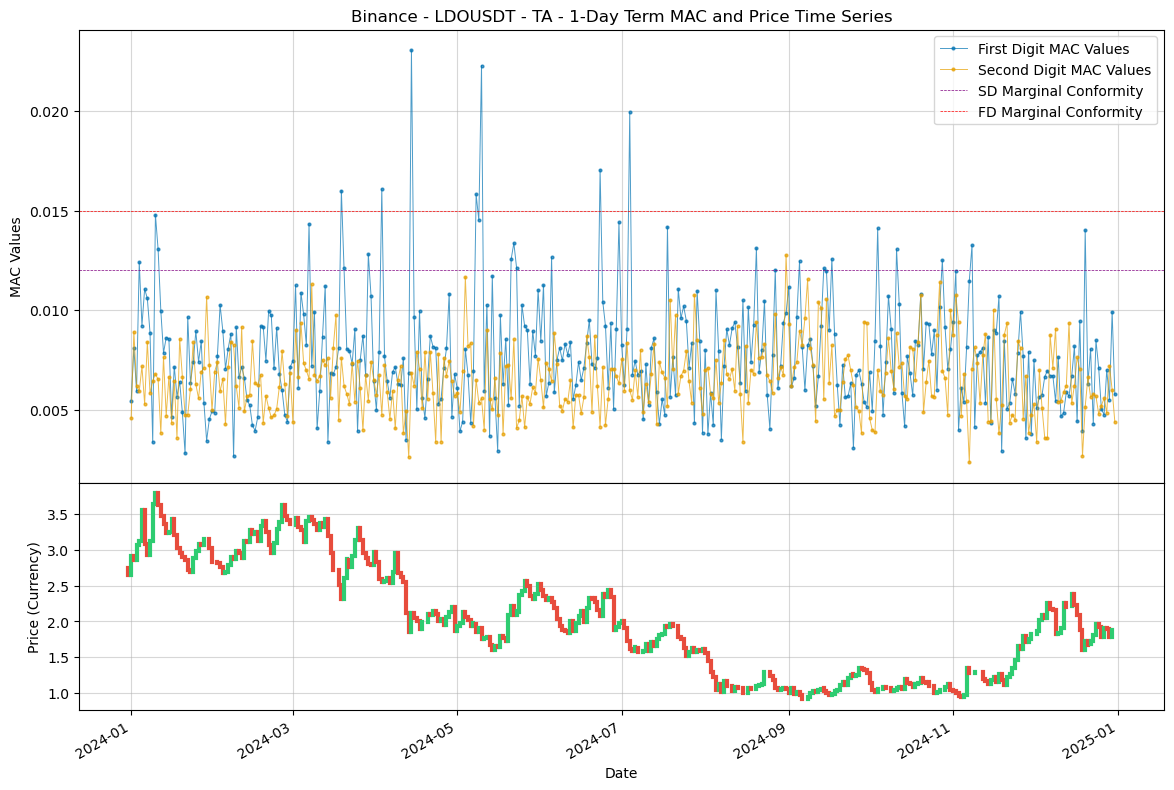 Binance - LDOUSDT - TA - 1-Day Term MAC and Price Time Series
First Digit MAC Values
Second Digit MAC Values
SD Marginal Conformity
FD Marginal Conformity
MAC Values
0.020
0.015
0.010
0.005
Price (Currency)
3.5
3.0
2.5
2.0
1.5
1.0
2024-01
2024-03
2024-05
2024-07
2024-09
2024-11
2025-01
Date